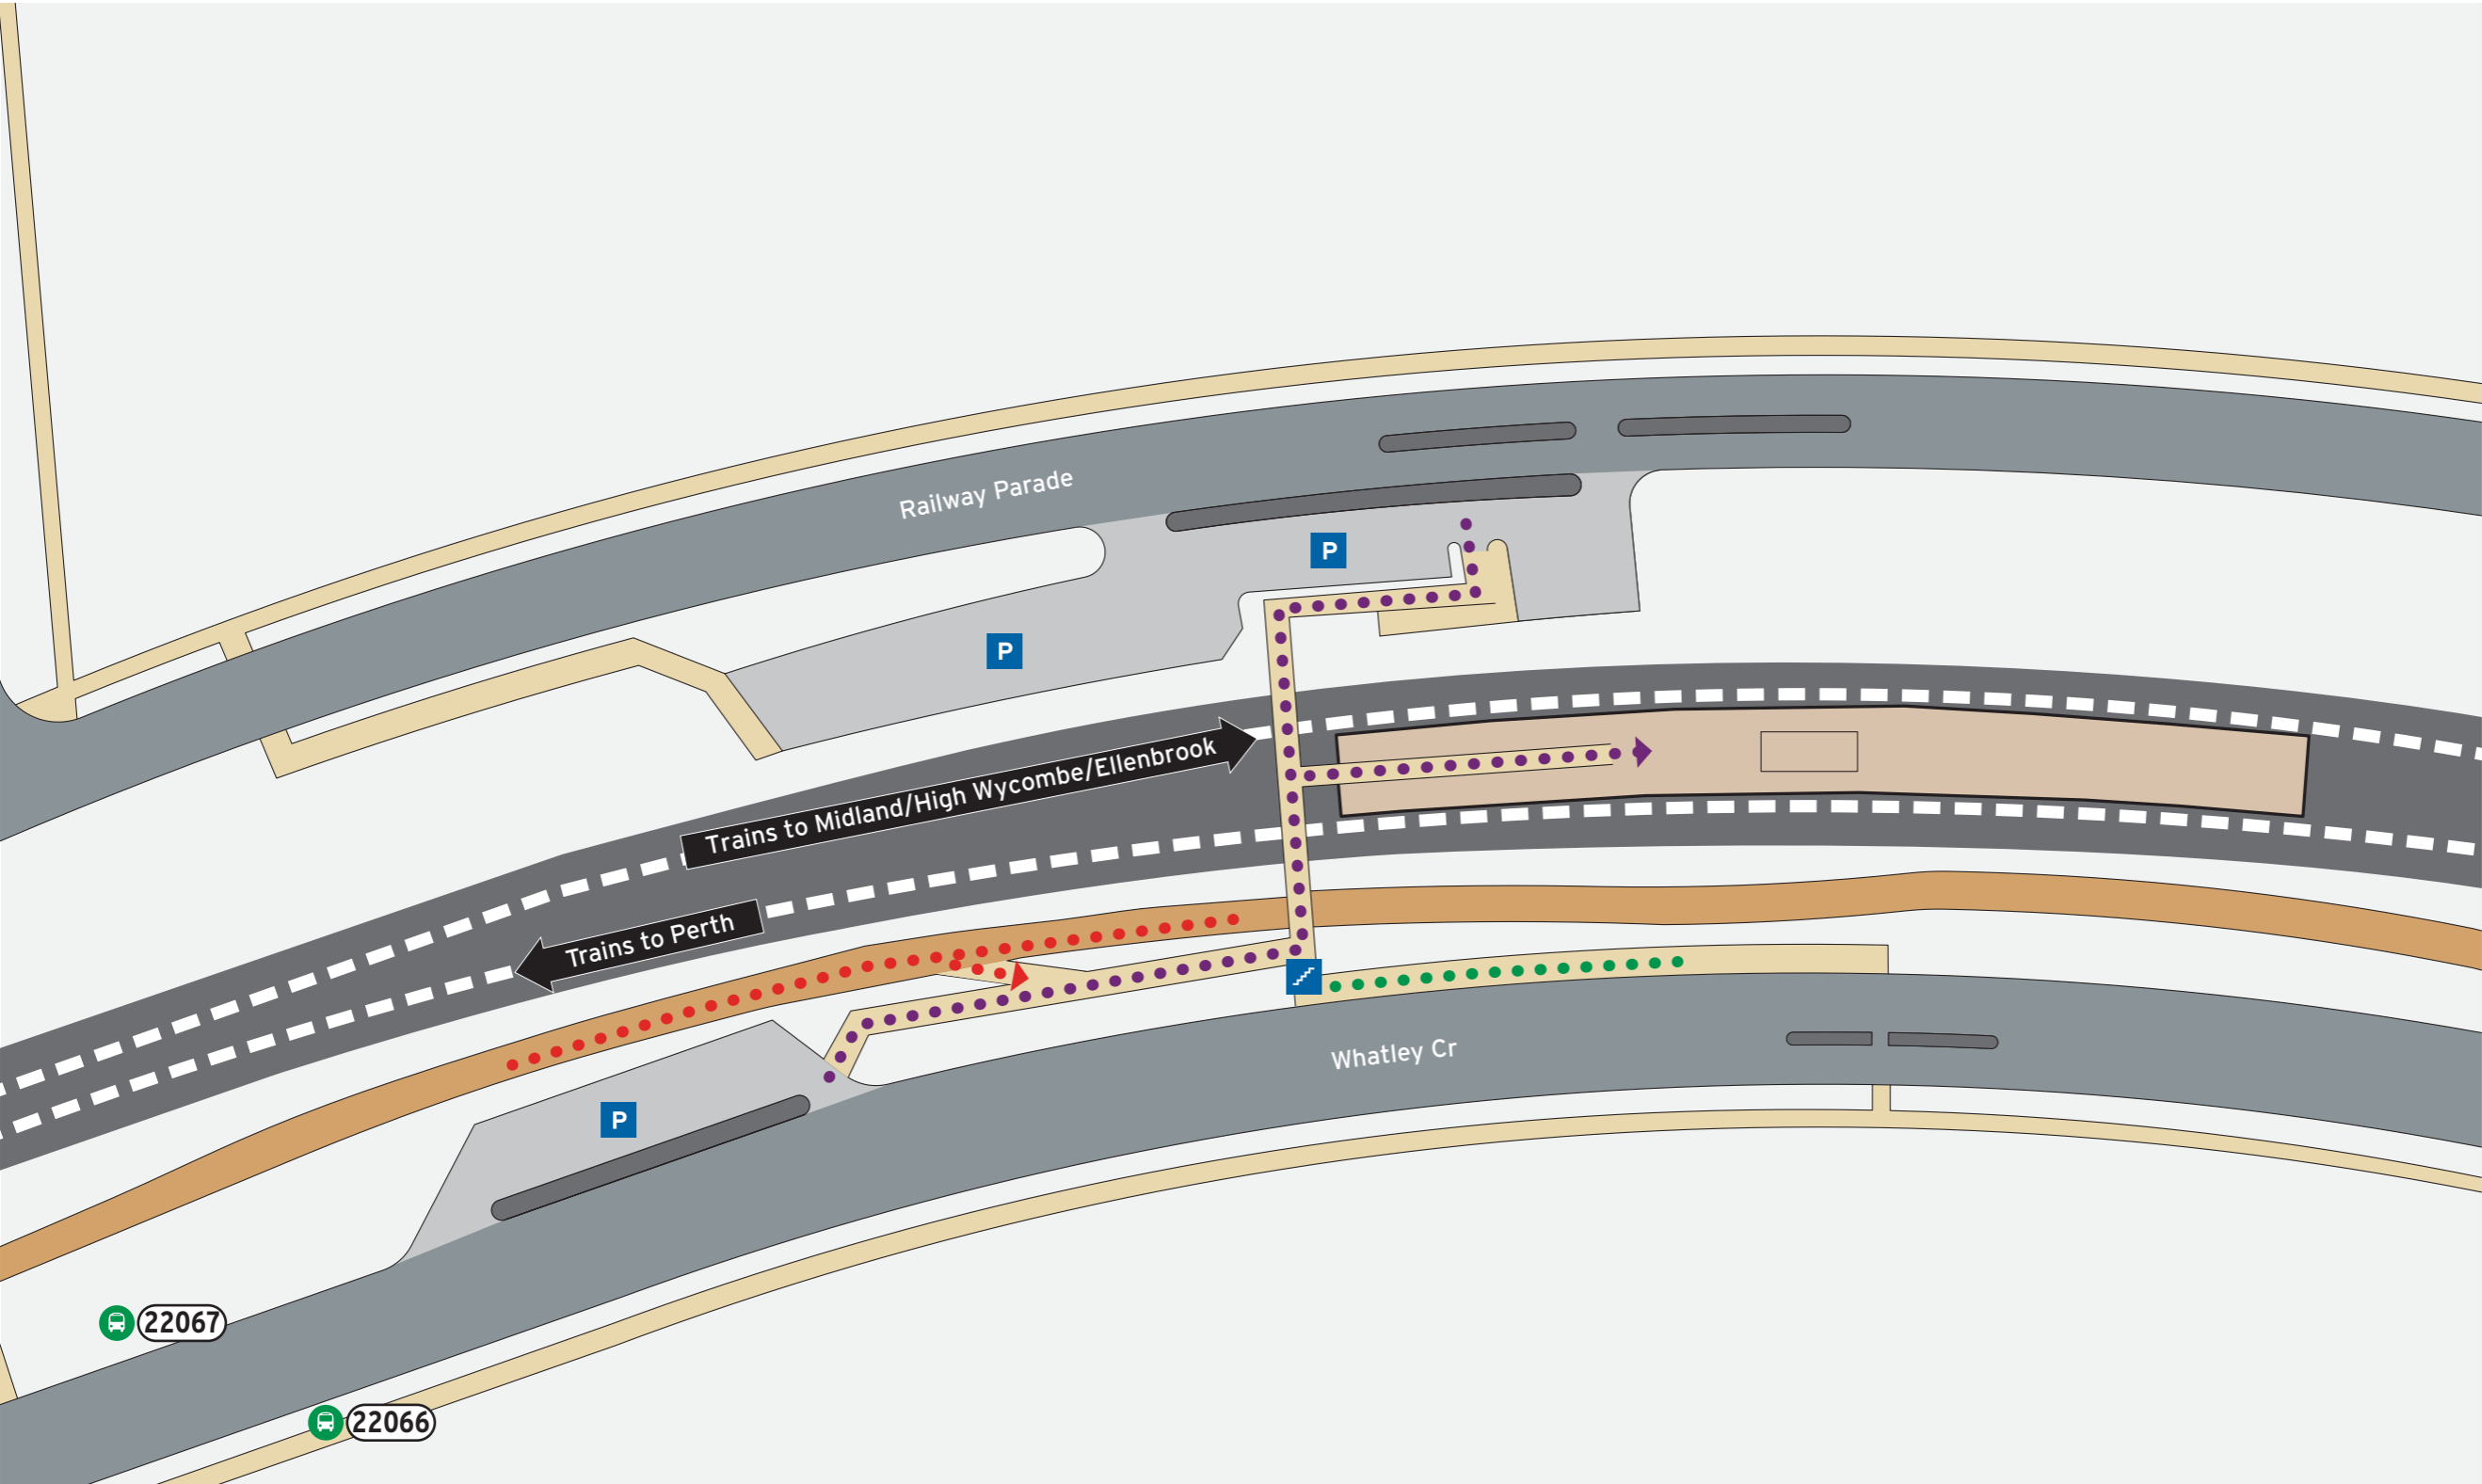 Railway Parade
P
P
Trains to Midland/High Wycombe/Ellenbrook
Trains to Perth
Whatley Cr
P
22067
22066